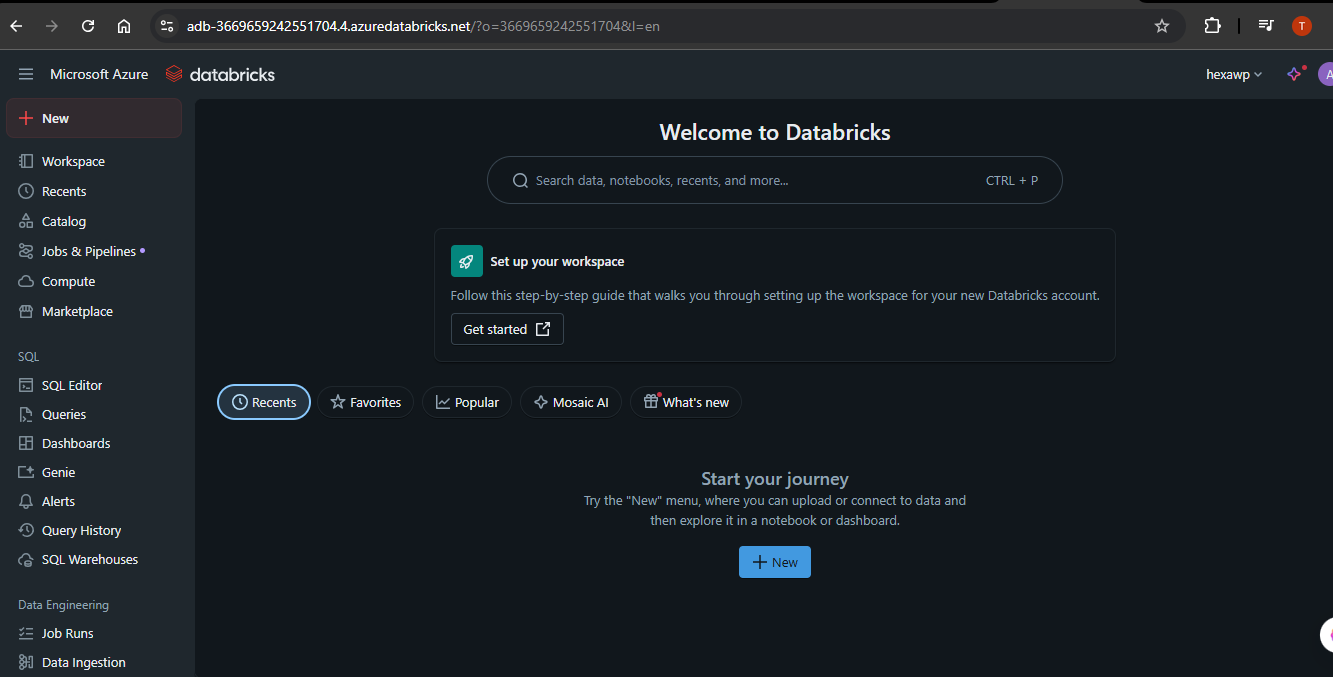 adb-3669659242551704.4.azuredatabricks.net/?o=3669659242551704&l=en
T
Microsoft Azure databricks
hexawp
A
New
Workspace
Recents
Catalog
Jobs & Pipelines
Compute
Marketplace
SQL
SQL Editor
Queries
Dashboards
Genie
Alerts
Query History
SQL Warehouses
Data Engineering
Job Runs
Data Ingestion
Welcome to Databricks
Search data, notebooks, recents, and more... CTRL + P
Set up your workspace
Follow this step-by-step guide that walks you through setting up the workspace for your new Databricks account.
Get started
Recents Favorites Popular Mosaic AI What's new
Start your journey
Try the "New" menu, where you can upload or connect to data and
then explore it in a notebook or dashboard.
New